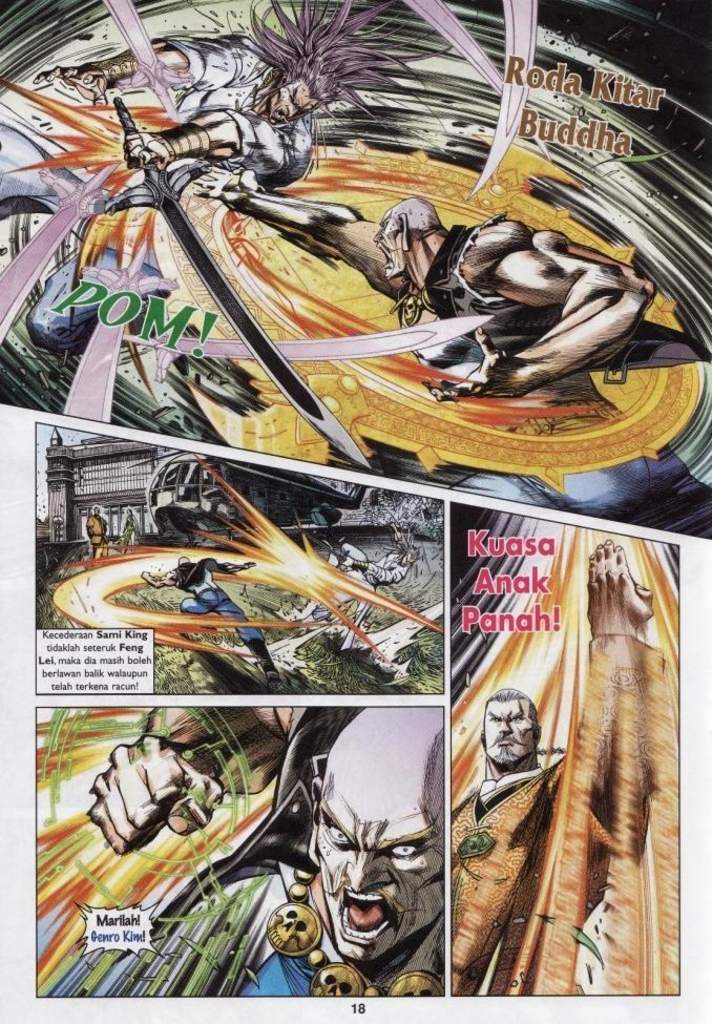 Roda Kitar
Buddha
POM!
Kecederaan Sami King
tidaklah seteruk Feng
Lei, maka dia masih boleh
berlawan balik walaupun
telah terkena racun!
Kuasa
Anak
Panah!
Marilah!
Genro Kim!
18